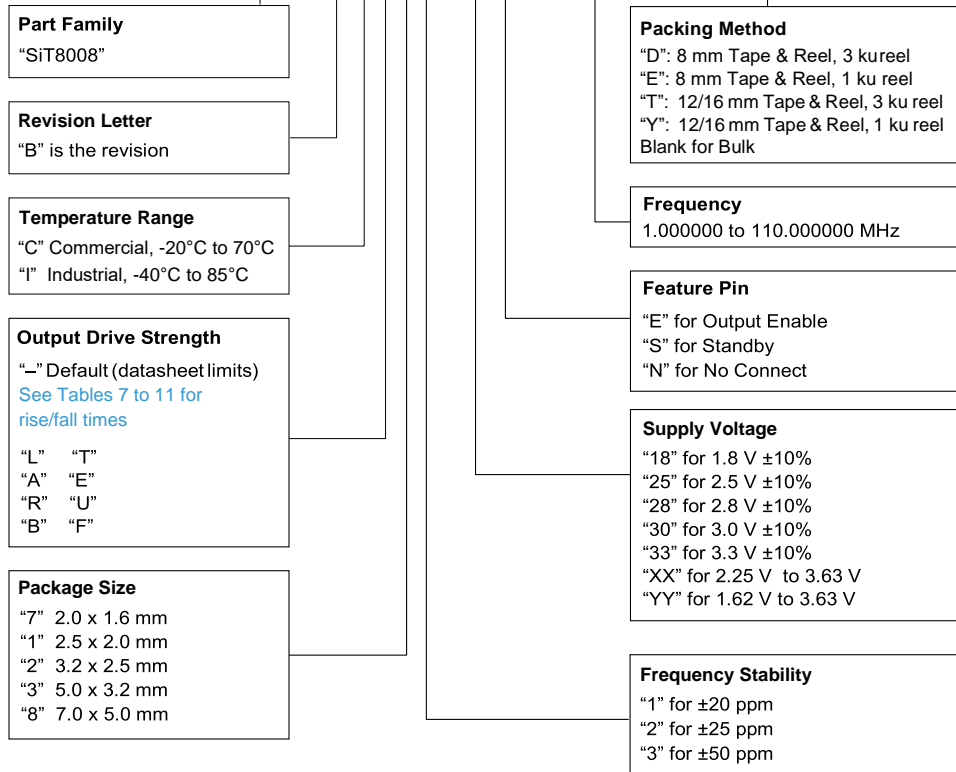 Part Family
“SiT8008”
Revision Letter
“B” is the revision
Temperature Range
“C” Commercial, -20°C to 70°C
“I” Industrial, -40°C to 85°C
Output Drive Strength
“–” Default (datasheet limits)
See Tables 7 to 11 for
rise/fall times
“L” “T”
“A” “E”
“R” “U”
“B” “F”
Package Size
“7” 2.0 x 1.6 mm
“1” 2.5 x 2.0 mm
“2” 3.2 x 2.5 mm
“3” 5.0 x 3.2 mm
“8” 7.0 x 5.0 mm
Packing Method
“D”: 8 mm Tape & Reel, 3 ku reel
“E”: 8 mm Tape & Reel, 1 ku reel
“T”: 12/16 mm Tape & Reel, 3 ku reel
“Y”: 12/16 mm Tape & Reel, 1 ku reel
Blank for Bulk
Frequency
1.000000 to 110.000000 MHz
Feature Pin
“E” for Output Enable
“S” for Standby
“N” for No Connect
Supply Voltage
“18” for 1.8 V ±10%
“25” for 2.5 V ±10%
“28” for 2.8 V ±10%
“30” for 3.0 V ±10%
“33” for 3.3 V ±10%
“XX” for 2.25 V to 3.63 V
“YY” for 1.62 V to 3.63 V
Frequency Stability
“1” for ±20 ppm
“2” for ±25 ppm
“3” for ±50 ppm